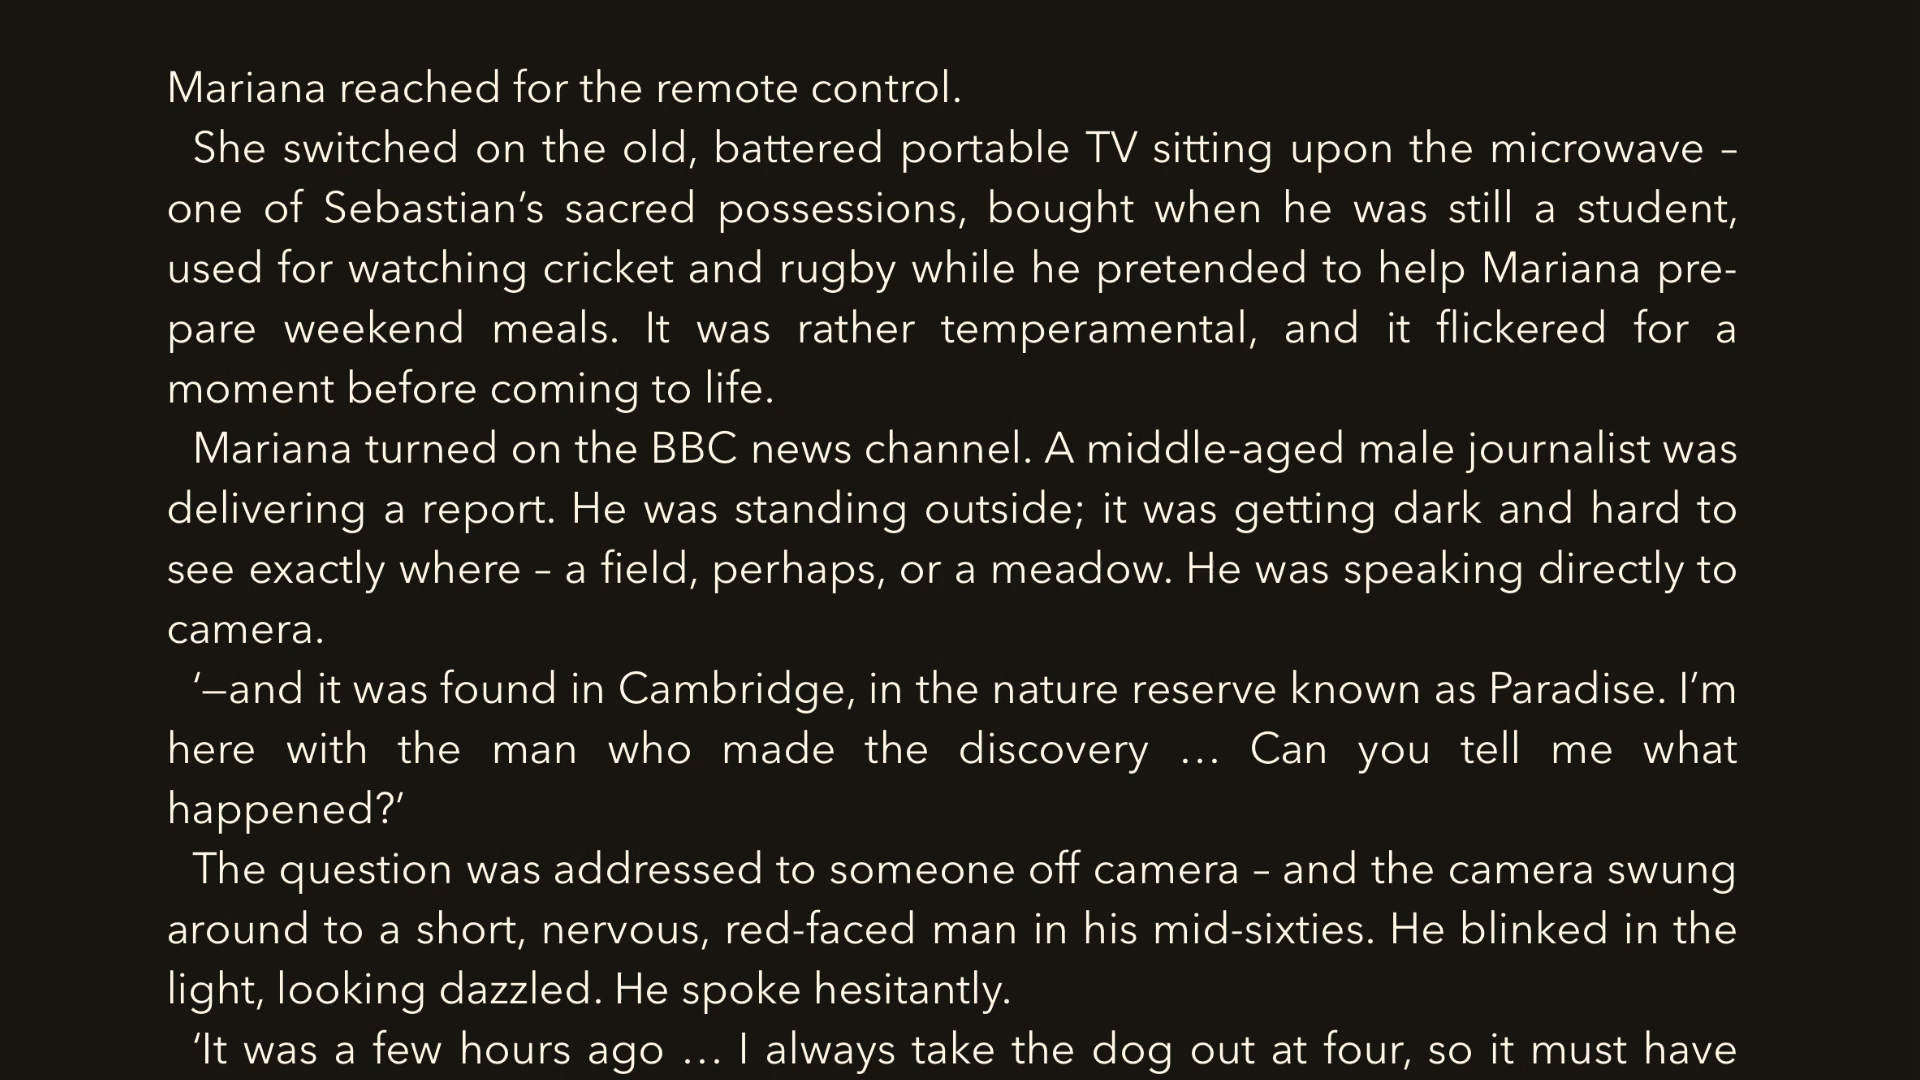 Mariana reached for the remote control.
She switched on the old, battered portable TV sitting upon the microwave –
one of Sebastian’s sacred possessions, bought when he was still a student,
used for watching cricket and rugby while he pretended to help Mariana pre-
pare weekend meals. It was rather temperamental, and it flickered for a
moment before coming to life.
Mariana turned on the BBC news channel. A middle-aged male journalist was
delivering a report. He was standing outside; it was getting dark and hard to
see exactly where – a field, perhaps, or a meadow. He was speaking directly to
camera.
‘—and it was found in Cambridge, in the nature reserve known as Paradise. I’m
here with the man who made the discovery … Can you tell me what
happened?’
The question was addressed to someone off camera – and the camera swung
around to a short, nervous, red-faced man in his mid-sixties. He blinked in the
light, looking dazzled. He spoke hesitantly.
‘It was a few hours ago … I always take the dog out at four, so it must have